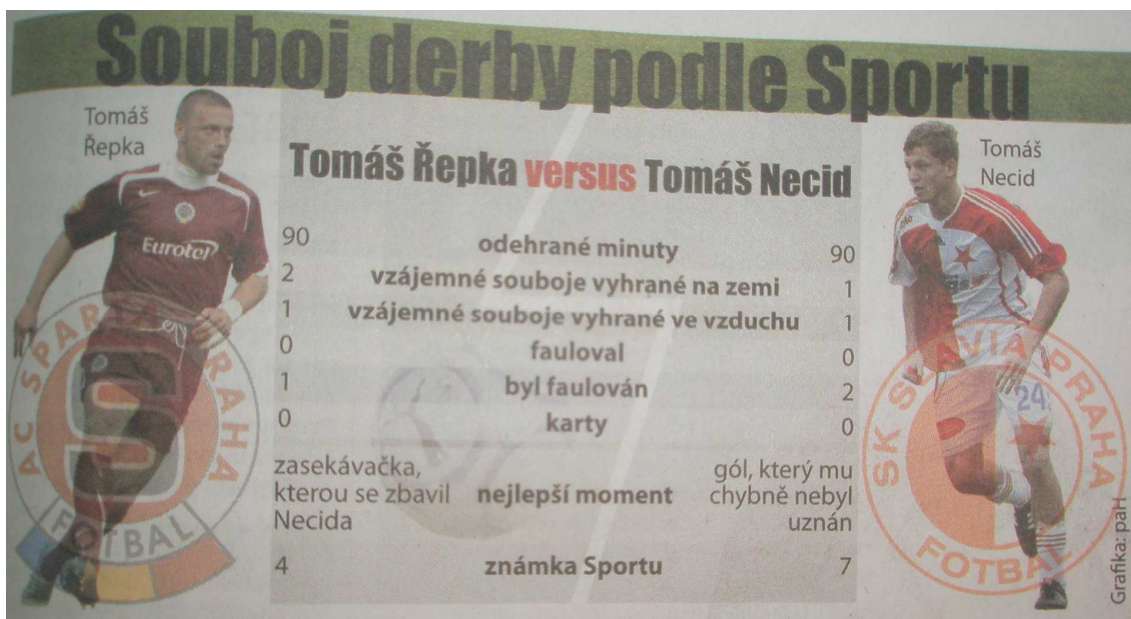 Souboj derby podle Sportu
Tomáš
Řepka
Tomáš Řepka versus Tomáš Necid
Tomáš
Necid
Eurotel
90 odehrané minuty 90
2 vzájemné souboje vyhrané na zemi 1
1 vzájemné souboje vyhrané ve vzduchu 1
0 fauloval 0
1 byl faulován 2
0 karty 0
zasekávačka,
kterou se zbavil
Necida
nejlepší moment
gól, který mu
chybně nebyl
uznán
4 známka Sportu 7
AC SPARTA PRAHA
S
FOTBAL
SK SLAVIA PRAHA
FOTBAL
24
Grafika: paH